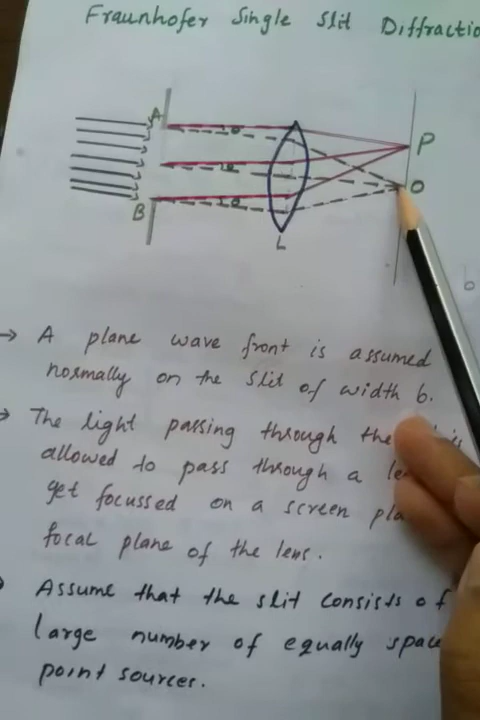 Fraunhofer Single Slit
A
P
O
B
L
b
→ A plane wave front is assumed
normally on the slit of width b.
→ The light passing through the
allowed to pass through a
get focussed on a screen
focal plane of the lens.
Assume that the slit consists of
large number of equally
point sources.